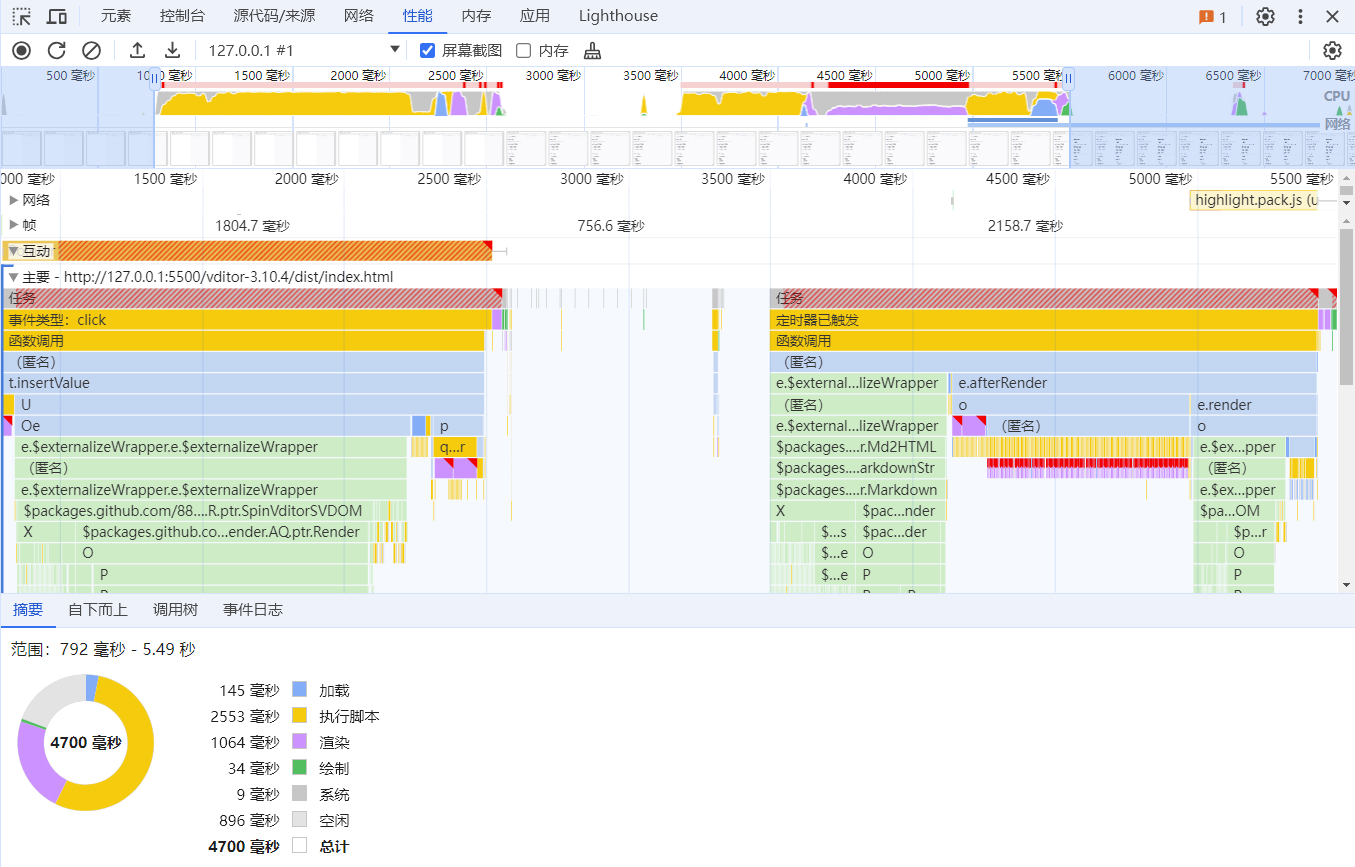 元素 控制台 源代码/来源 网络 性能 内存 应用 Lighthouse 1
127.0.0.1 #1 屏幕截图 内存
500 毫秒 1500 毫秒 2000 毫秒 2500 毫秒 3000 毫秒 3500 毫秒 4000 毫秒 4500 毫秒 5000 毫秒 6000 毫秒 6500 毫秒 7000 毫
CPU
网络
000 毫秒 1500 毫秒 2000 毫秒 2500 毫秒 3000 毫秒 3500 毫秒 4000 毫秒 4500 毫秒 5000 毫秒 5500 毫秒
网络 highlight.pack.js (u
帧 1804.7 毫秒 756.6 毫秒 2158.7 毫秒
互动
主要 - http://127.0.0.1:5500/vditor-3.10.4/dist/index.html
任务 任务
事件类型：click 定时器已触发
函数调用 函数调用
（匿名） （匿名）
t.insertValue e.$external...lizeWrapper e.afterRender
U （匿名） o e.render
Oe p e.$external...lizeWrapper （匿名） o
e.$externalizeWrapper.e.$externalizeWrapper q...r $packages....r.Md2HTML e.$ex...pper
（匿名） $packages....arkdownStr （匿名）
e.$externalizeWrapper.e.$externalizeWrapper $packages....r.Markdown e.$ex...pper
$packages.github.com/88....R.ptr.SpinVditorSVDOM X $pac...nder $pa...OM
X $packages.github.co...ender.AQ.ptr.Render $...s $pac...der $p...r
O $...e O O
P $...e P P
摘要 自下而上 调用树 事件日志
范围：792 毫秒 - 5.49 秒
4700 毫秒
145 毫秒 加载
2553 毫秒 执行脚本
1064 毫秒 渲染
34 毫秒 绘制
9 毫秒 系统
896 毫秒 空闲
4700 毫秒 总计